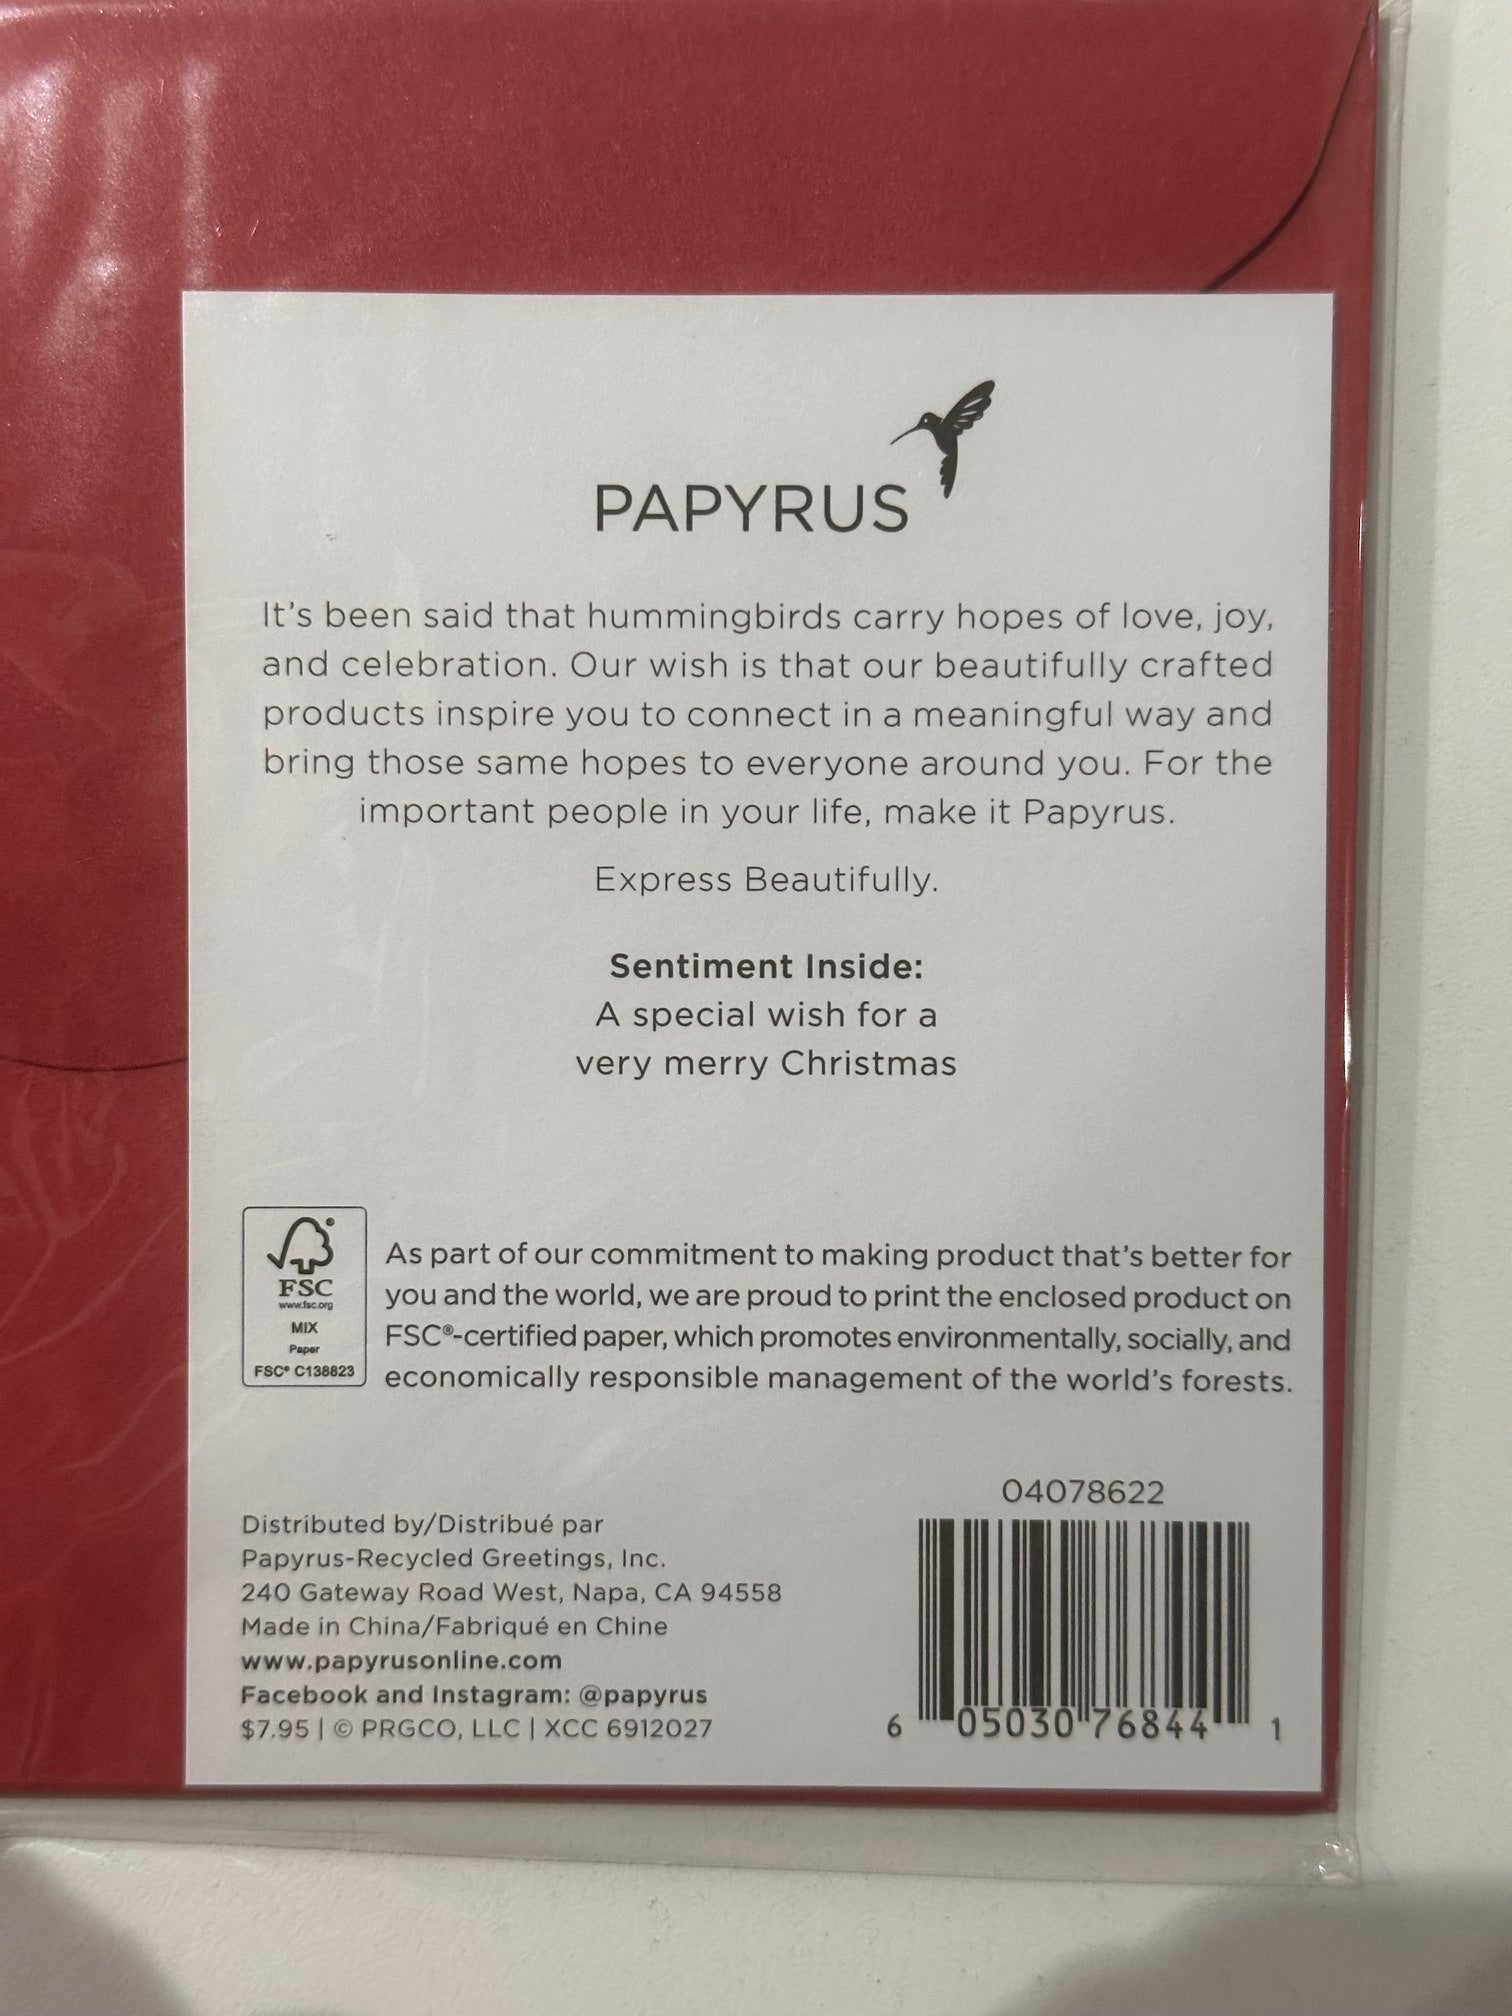 PAPYRUS
It's been said that hummingbirds carry hopes of love, joy,
and celebration. Our wish is that our beautifully crafted
products inspire you to connect in a meaningful way and
bring those same hopes to everyone around you. For the
important people in your life, make it Papyrus.
Express Beautifully.
Sentiment Inside:
A special wish for a
very merry Christmas
®
FSC
www.fsc.org
MIX
Paper
FSC® C138823
As part of our commitment to making product that's better for
you and the world, we are proud to print the enclosed product on
FSC®-certified paper, which promotes environmentally, socially, and
economically responsible management of the world's forests.
Distributed by/Distribué par
Papyrus-Recycled Greetings, Inc.
240 Gateway Road West, Napa, CA 94558
Made in China/Fabriqué en Chine
www.papyrusonline.com
Facebook and Instagram: @papyrus
$7.95 | © PRGCO, LLC | XCC 6912027
04078622
6 05030 76844 1